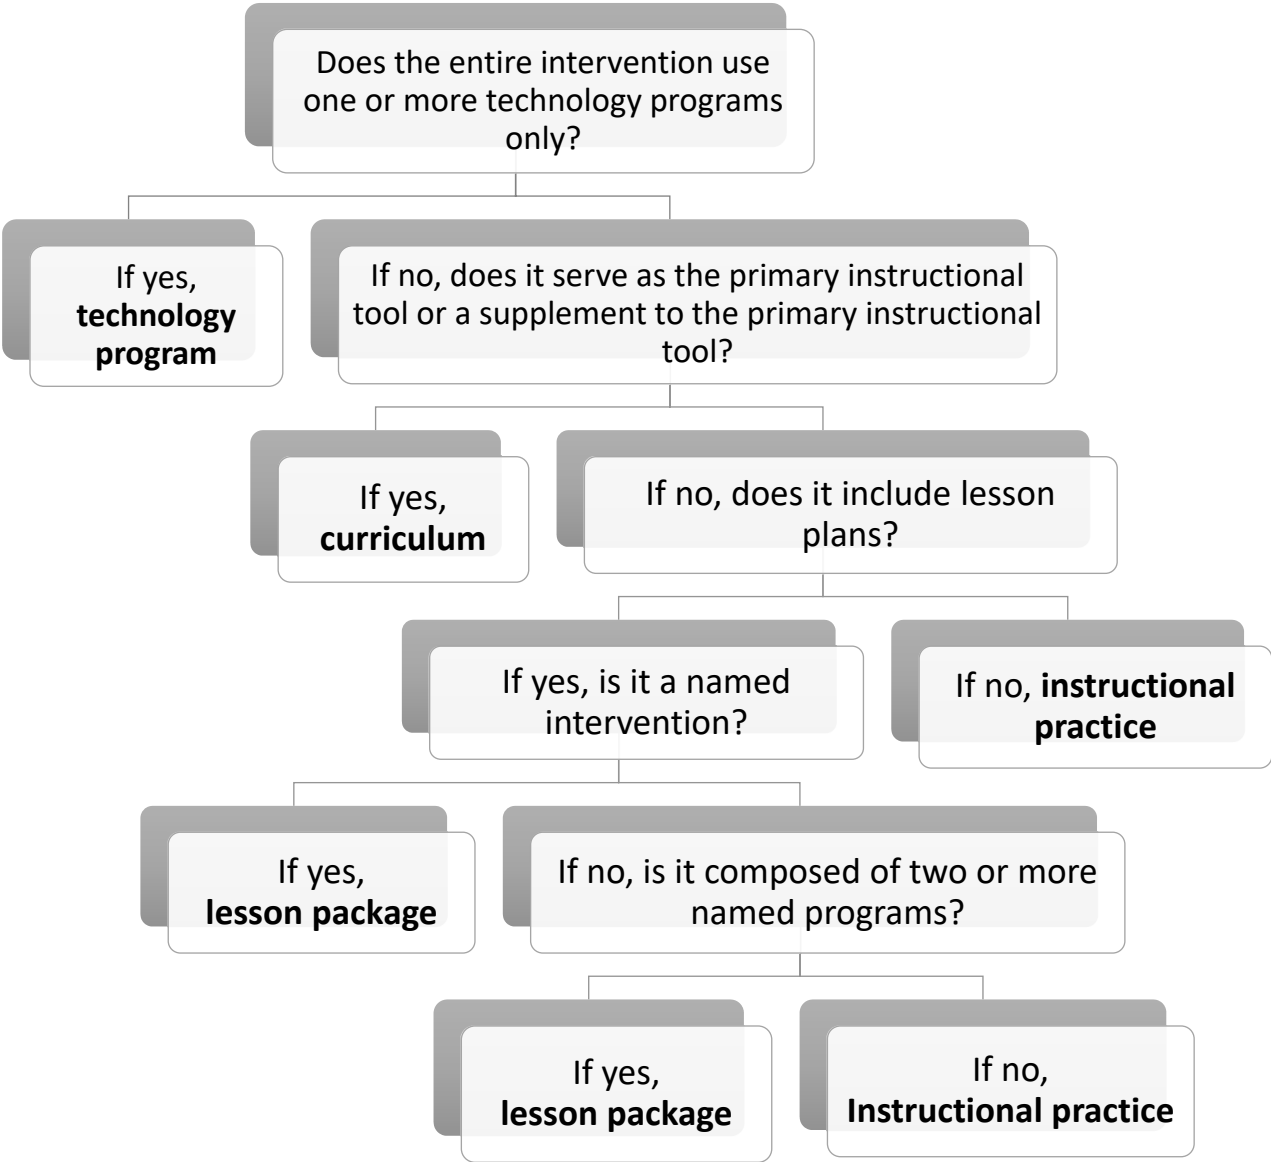 Does the entire intervention use
one or more technology programs
only?
If yes,
technology
program
If no, does it serve as the primary instructional
tool or a supplement to the primary instructional
tool?
If yes,
curriculum
If no, does it include lesson
plans?
If yes, is it a named
intervention?
If no, instructional
practice
If yes,
lesson package
If no, is it composed of two or more
named programs?
If yes,
lesson package
If no,
Instructional practice